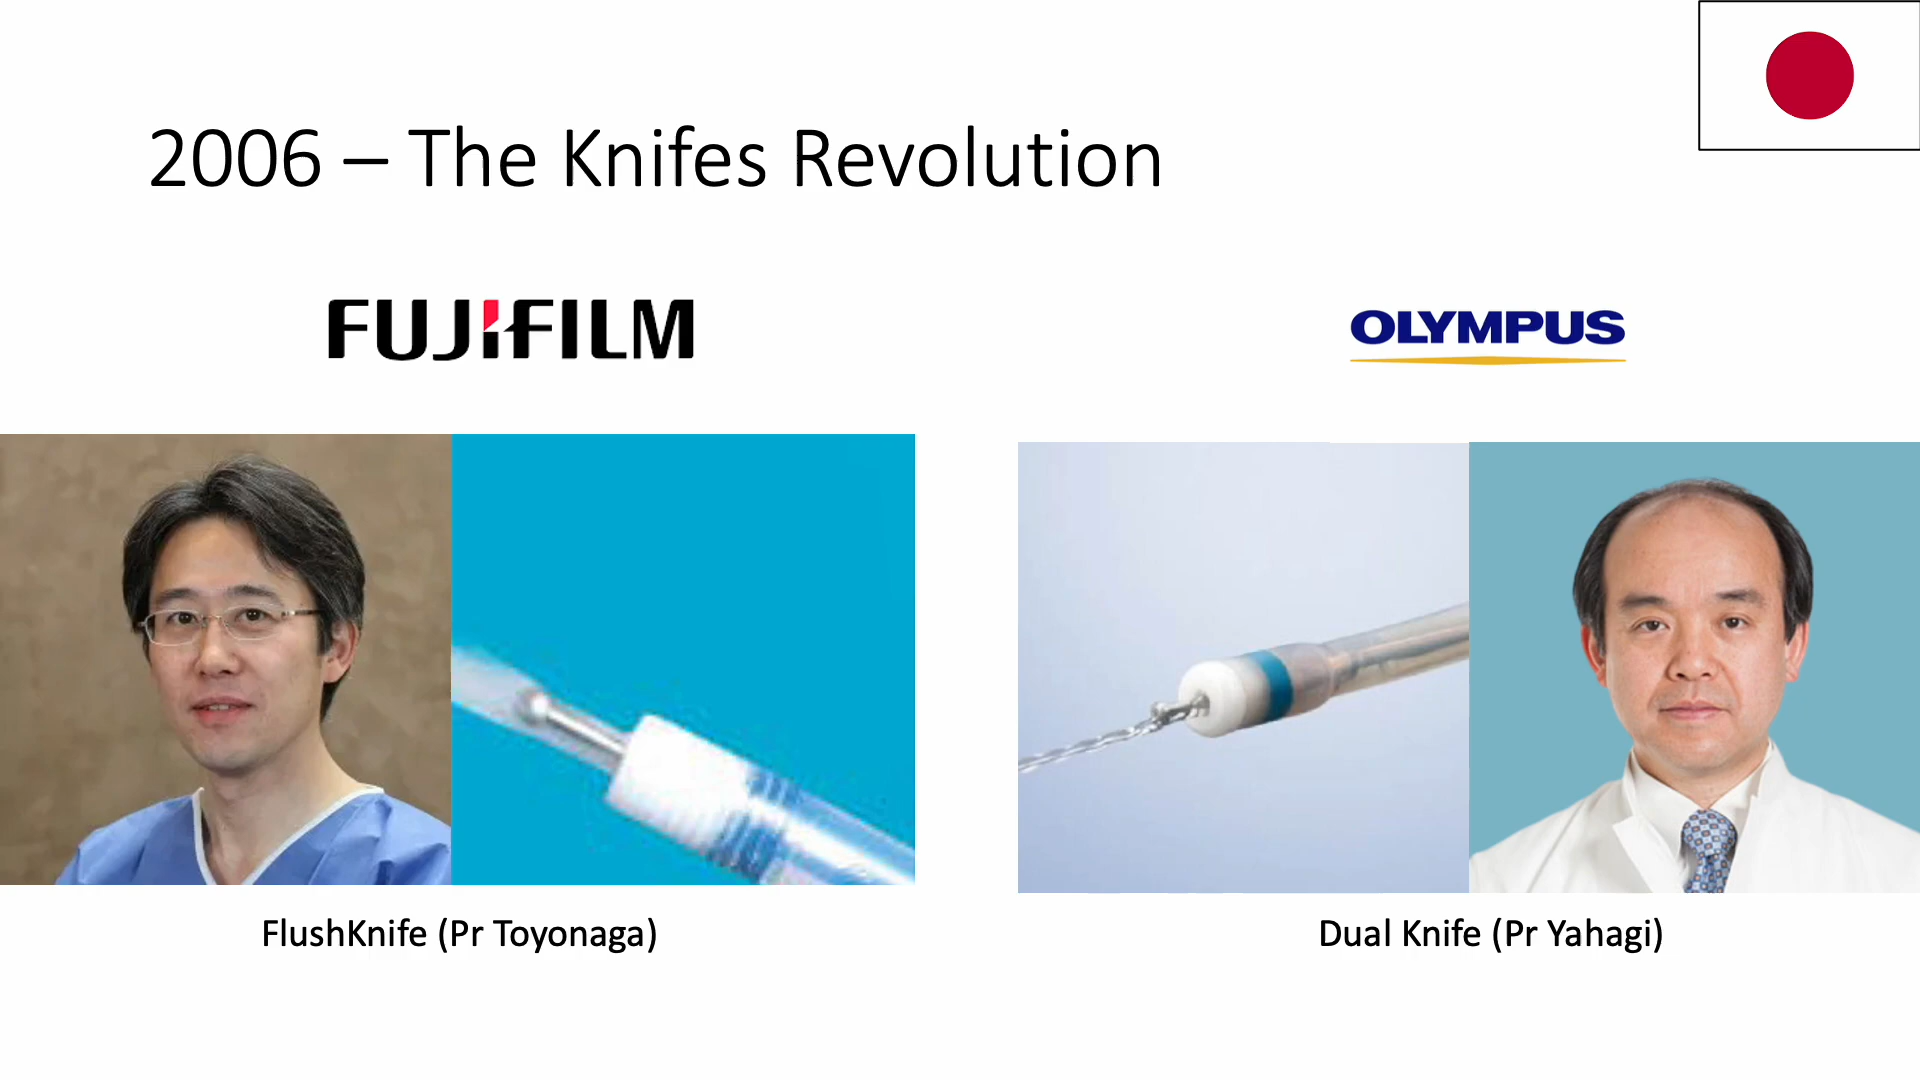 2006 – The Knifes Revolution
FUJIFILM
OLYMPUS
FlushKnife (Pr Toyonaga)
Dual Knife (Pr Yahagi)